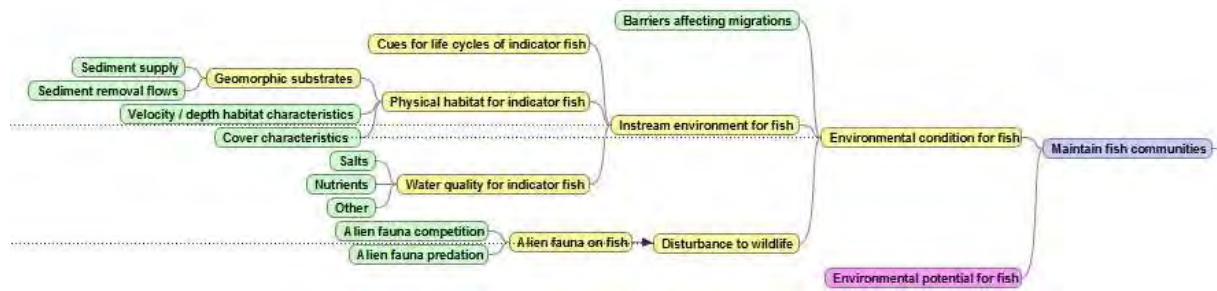 Barriers affecting migrations
Cues for life cycles of indicator fish
Sediment supply
Geomorphic substrates
Sediment removal flows
Physical habitat for indicator fish
Velocity / depth habitat characteristics
Instream environment for fish
Cover characteristics
Environmental condition for fish
Maintain fish communities
Salts
Nutrients
Water quality for indicator fish
Other
Alien fauna competition
Alien fauna on fish
Disturbance to wildlife
Alien fauna predation
Environmental potential for fish